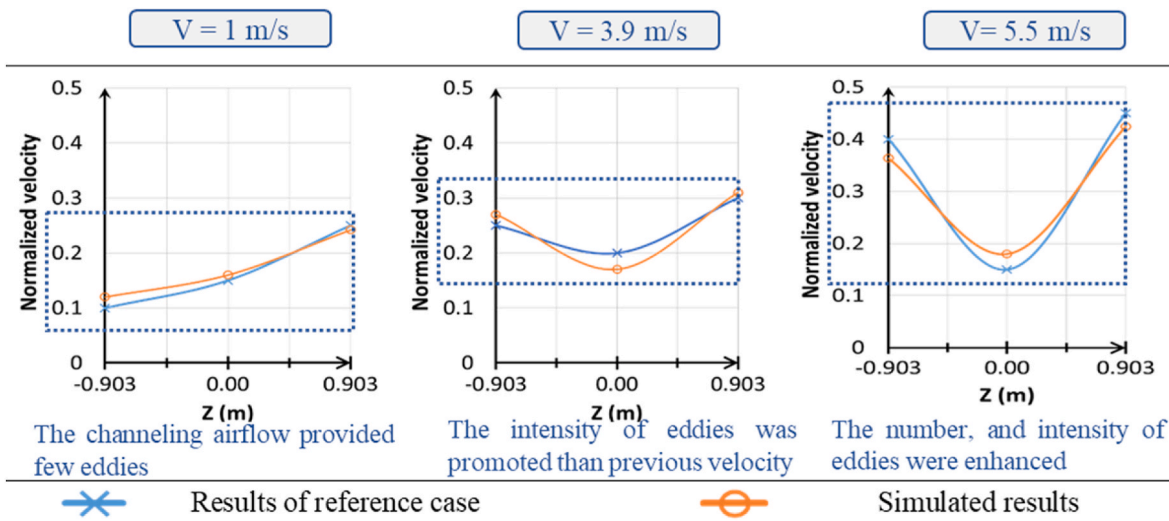 V = 1 m/s
V = 3.9 m/s
V= 5.5 m/s
Normalized velocity
0.5
0.4
0.3
0.2
0.1
0
-0.903
0.00
0.903
Z (m)
The channeling airflow provided
few eddies
Normalized velocity
0.5
0.4
0.3
0.2
0.1
0
-0.903
0.00
0.903
Z (m)
The intensity of eddies was
promoted than previous velocity
Normalized velocity
0.5
0.4
0.3
0.2
0.1
0
-0.903
0.00
0.903
Z (m)
The number, and intensity of
eddies were enhanced
Results of reference case
Simulated results